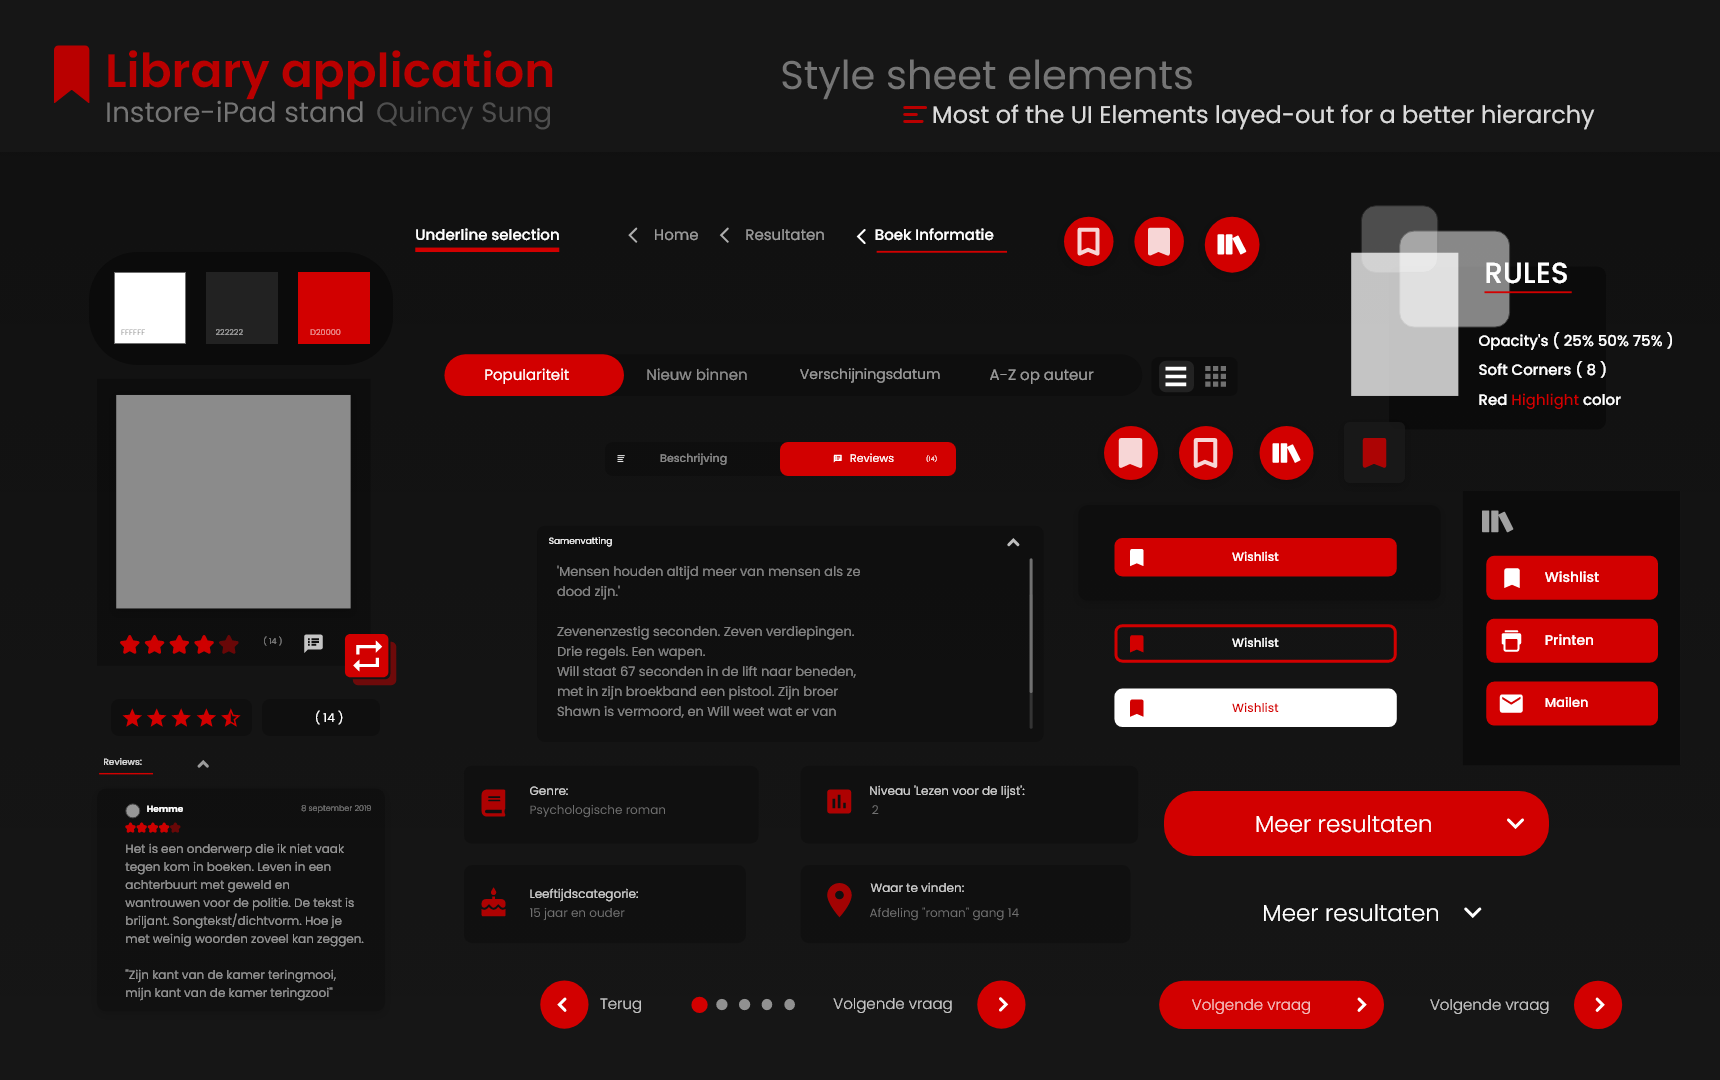 Library application
Instore-iPad stand Quincy Sung
Style sheet elements
Most of the UI Elements layed-out for a better hierarchy
Underline selection
Home
Resultaten
Boek Informatie
FFFFFF
222222
D20000
RULES
Opacity's ( 25% 50% 75% )
Soft Corners ( 8 )
Red Highlight color
Populariteit
Nieuw binnen
Verschijningsdatum
A-Z op auteur
Beschrijving
Reviews
(14)
Samenvatting
'Mensen houden altijd meer van mensen als ze
dood zijn.'
Zevenenzestig seconden. Zeven verdiepingen.
Drie regels. Een wapen.
Will staat 67 seconden in de lift naar beneden,
met in zijn broekband een pistool. Zijn broer
Shawn is vermoord, en Will weet wat er van
Wishlist
Wishlist
Wishlist
Wishlist
Printen
Mailen
(14)
(14)
Reviews:
Hemme
8 september 2019
Het is een onderwerp die ik niet vaak
tegen kom in boeken. Leven in een
achterbuurt met geweld en
wantrouwen voor de politie. De tekst is
briljant. Songtekst/dichtvorm. Hoe je
met weinig woorden zoveel kan zeggen.
"Zijn kant van de kamer teringmooi,
mijn kant van de kamer teringzooi"
Genre:
Psychologische roman
Niveau 'Lezen voor de lijst':
2
Leeftijdscategorie:
15 jaar en ouder
Waar te vinden:
Afdeling "roman" gang 14
Meer resultaten
Meer resultaten
Terug
Volgende vraag
Volgende vraag
Volgende vraag